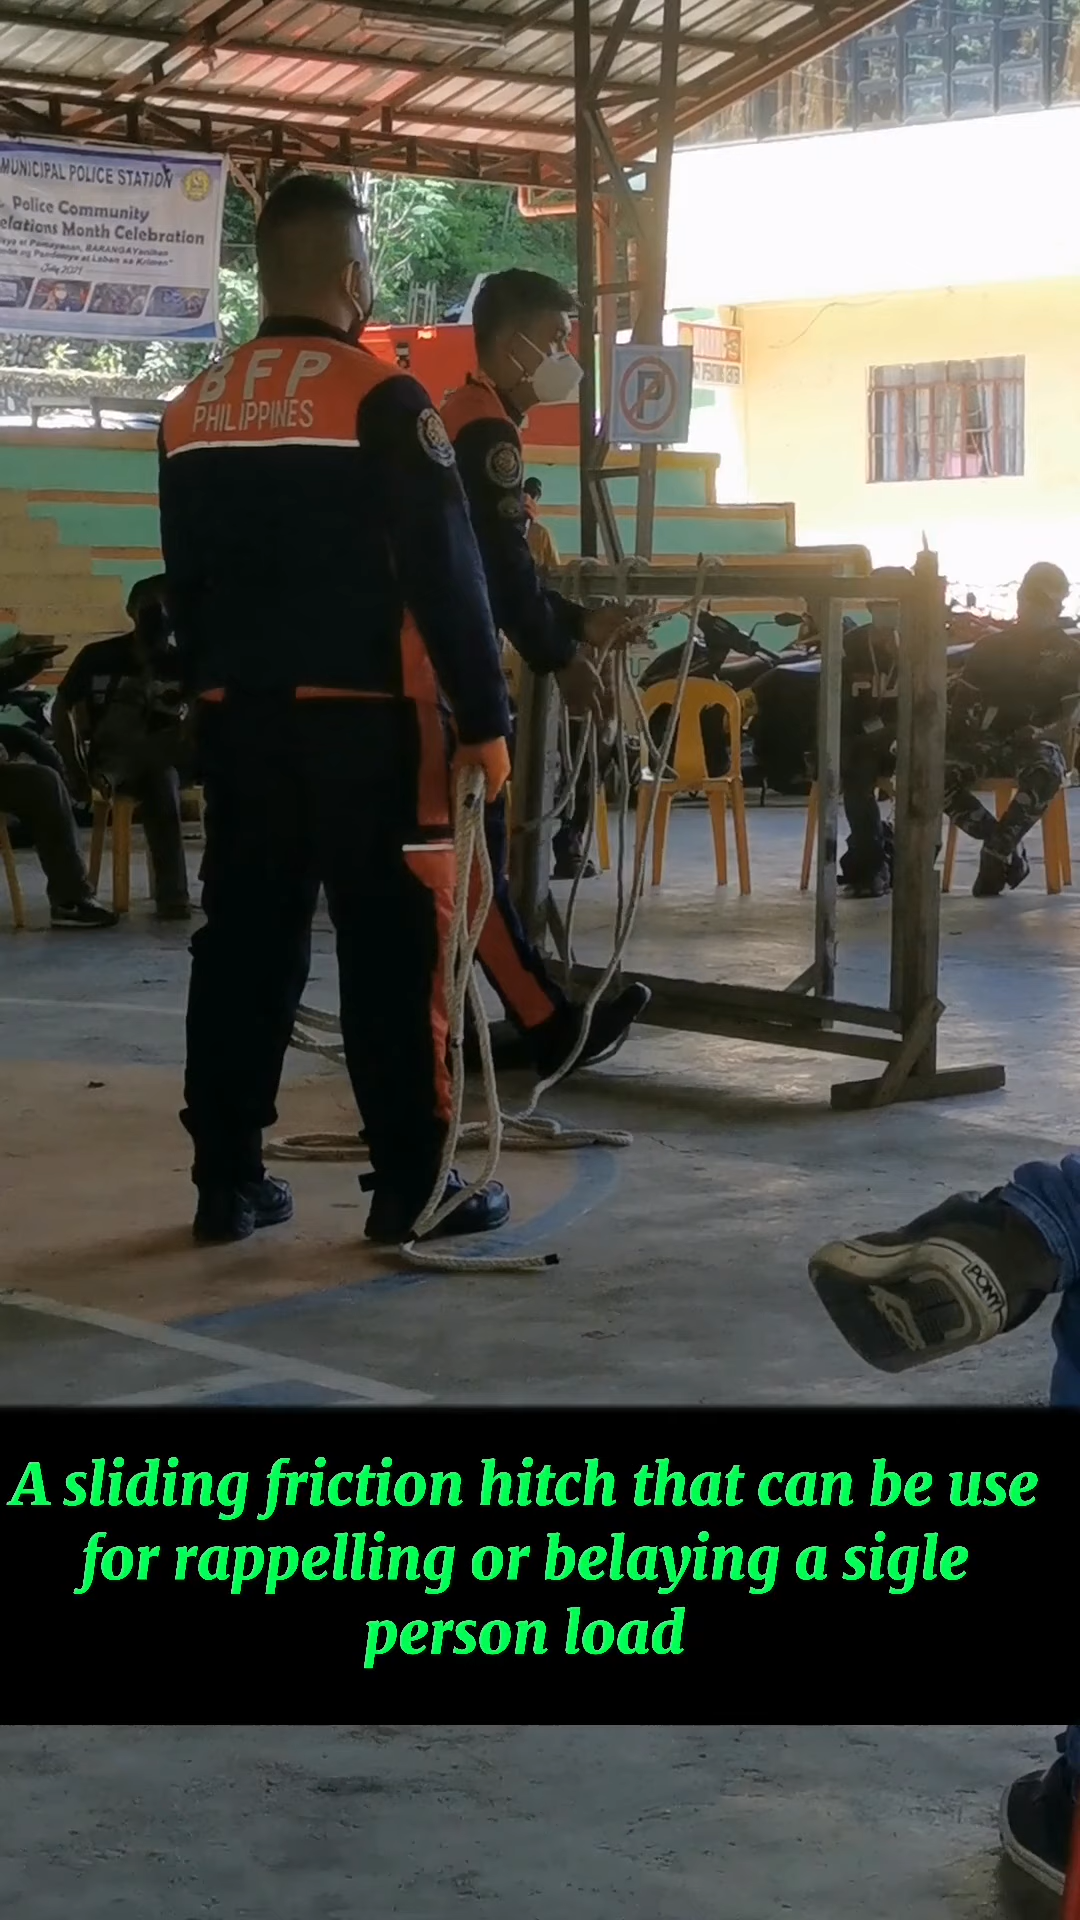 MUNICIPAL POLICE STATION
Police Community
elations Month Celebration
July 2021
BFP
PHILIPPINES
P
PONY
A sliding friction hitch that can be use
for rappelling or belaying a sigle
person load